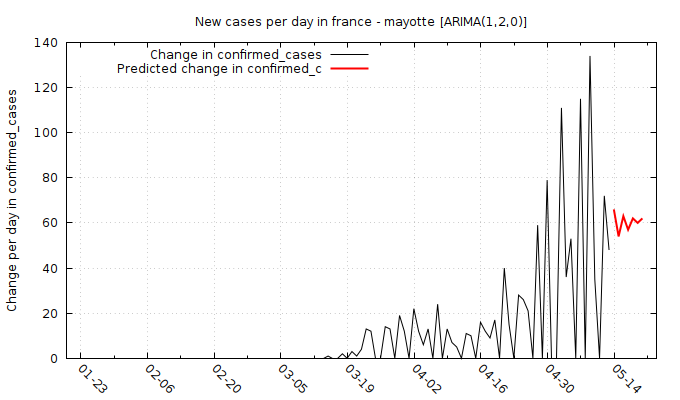 New cases per day in france - mayotte [ARIMA(1,2,0)]
Change in confirmed_cases
Predicted change in confirmed_c
Change per day in confirmed_cases
140
120
100
80
60
40
20
0
01-23 02-06 02-20 03-05 03-19 04-02 04-16 04-30 05-14